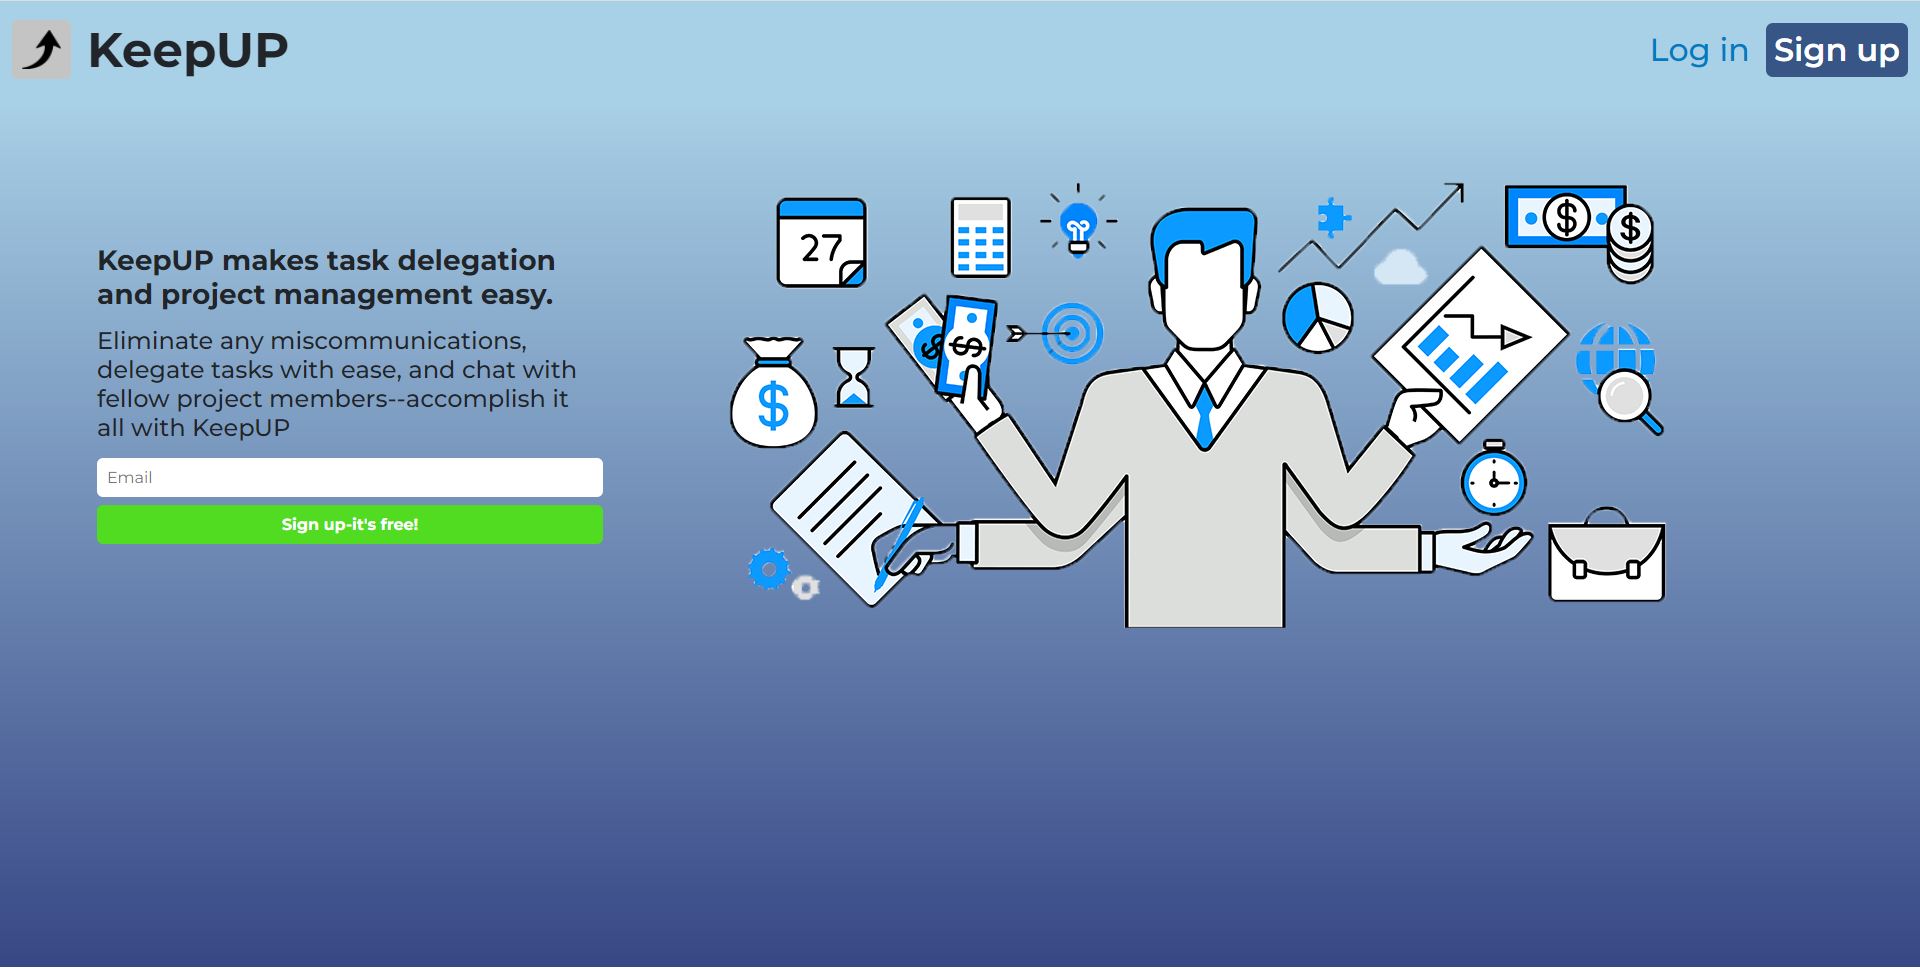 KeepUP
Log in
Sign up
KeepUP makes task delegation
and project management easy.
Eliminate any miscommunications,
delegate tasks with ease, and chat with
fellow project members--accomplish it
all with KeepUP
Email
Sign up-it's free!
27
$
$
$
$
$